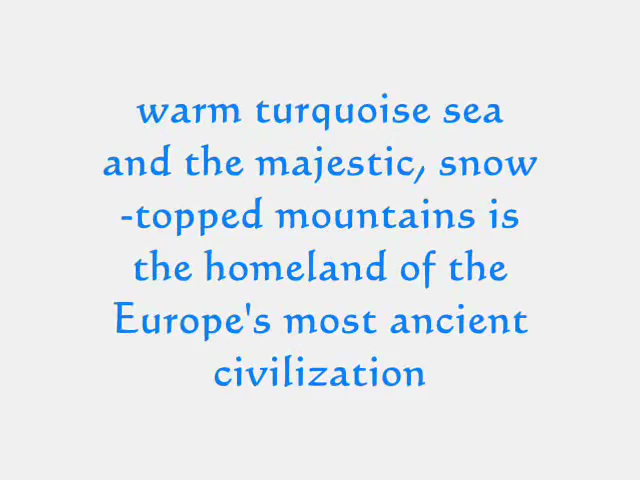 warm turquoise sea
and the majestic, snow
-topped mountains is
the homeland of the
Europe's most ancient
civilization